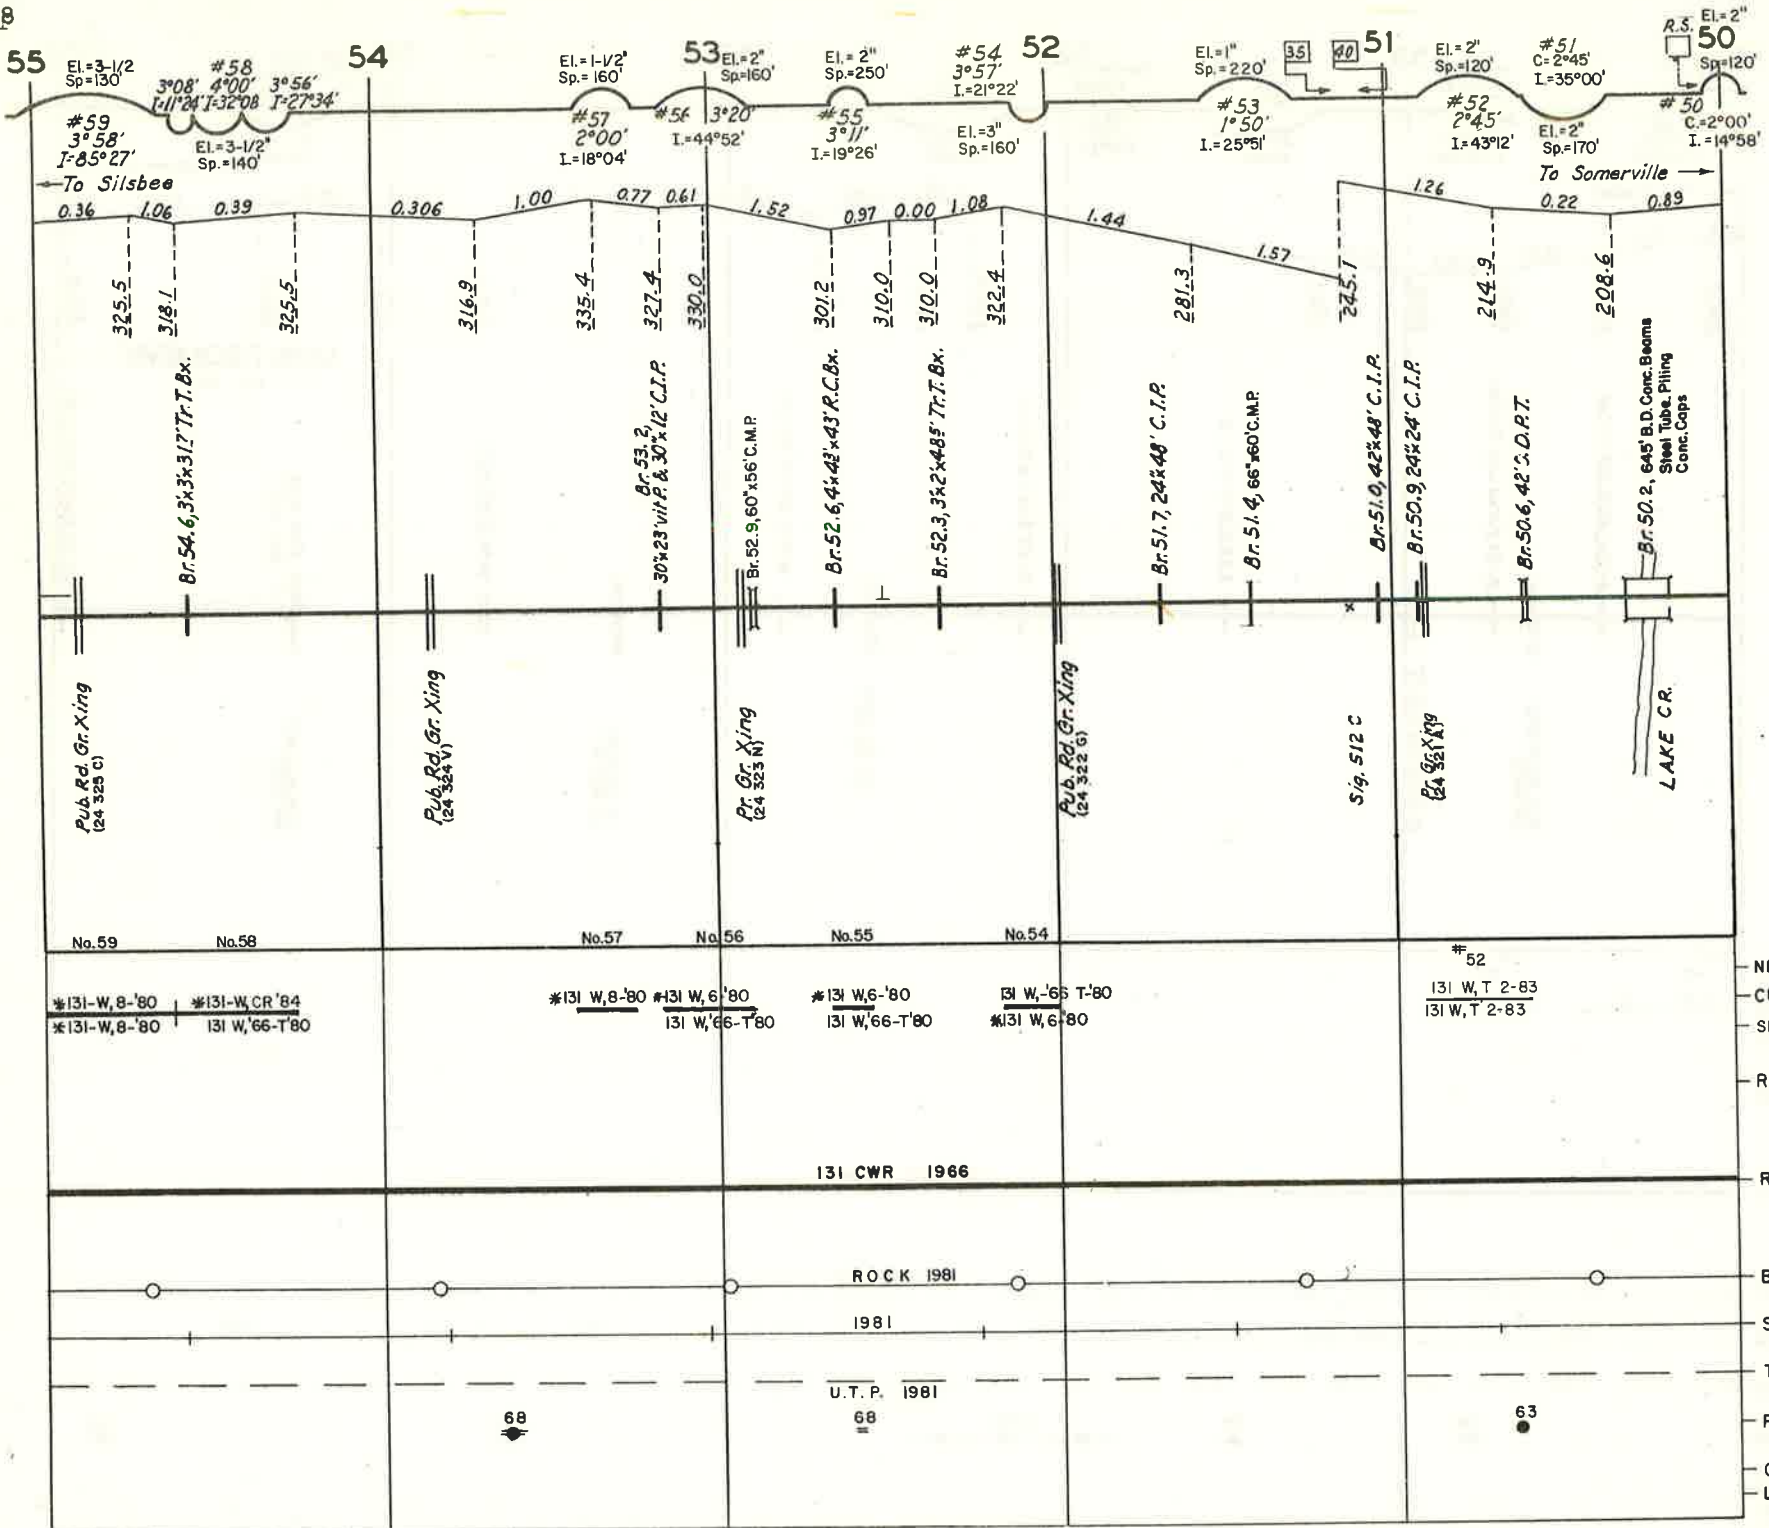 55
54
53
52
51
50
El.=3-1/2
Sp=130'
#58
3°08' 4°00' 3°56'
I=11°24' I=32°08 I=27°34'
#59
3°58'
I=85°27'
El.=3-1/2"
Sp.=140'
El.=1-1/2"
Sp.=160'
#57
2°00'
I.=18°04'
El.=2"
Sp.=160'
#56 3°20'
I.=44°52'
El.=2"
Sp.=250'
#55
3°11'
I.=19°26'
#54
3°57'
I.=21°22'
El.=3"
Sp.=160'
El.=1"
Sp.=220'
#53
1°50'
I.=25°51'
35
40
El.=2"
Sp.=120'
#52
2°45'
I.=43°12'
#51
C=2°45'
I.=35°00'
El.=2"
Sp.=170'
R.S.
El.=2"
Sp=120'
#50
C.=2°00'
I.=14°58'
To Silsbee
To Somerville
0.36 1.06 0.39 0.306 1.00 0.77 0.61 1.52 0.97 0.00 1.08 1.44 1.57 1.26 0.22 0.89
325.5
318.1
325.5
316.9
335.4
327.4
330.0
301.2
310.0
310.0
322.4
281.3
245.1
214.9
208.6
Br.54.6,3'x3'x317' Tr.T.Bx.
Br.53.2,
30"x23' vit P. & 30"x12' C.I.P.
Br.52.9,60"x56'C.M.P.
Br.52.6,4'x42'x43' R.C.Bx.
Br.52.3,3'x2'x485' Tr.T.Bx.
Br.51.7,24"x48' C.I.P.
Br.51.4,66"x60'C.M.P.
Br.51.0,42"x48' C.I.P.
Br.50.9,24"x24' C.I.P.
Br.50.6,42' O.D.P.T.
Br.50.2,645' B.D.Conc.Beams
Steel Tube Piling
Conc.Caps
Pub.Rd.Gr.Xing
(24 325 C)
Pub.Rd.Gr.Xing
(24 324 V)
Pr. Gr. Xing
(24 323 N)
Pub.Rd.Gr.Xing
(24 322 G)
Sig. 512 C
Pr. Gr. Xing
(24 321 A)
LAKE CR.
No.59 No.58 No.57 No.56 No.55 No.54
#52
*131-W,8-'80 *131-W,CR'84
*131-W,8-'80 131 W,'66-T'80
*131 W,8-80
*131 W,6-'80
131 W,'66-T'80
*131 W,6-'80
131 W,'66-T'80
131 W,-'66 T-'80
*131 W,6-80
131 W,T 2-83
131 W,T 2-83
131 CWR 1966
ROCK 1981
1981
U.T.P. 1981
68
68
63